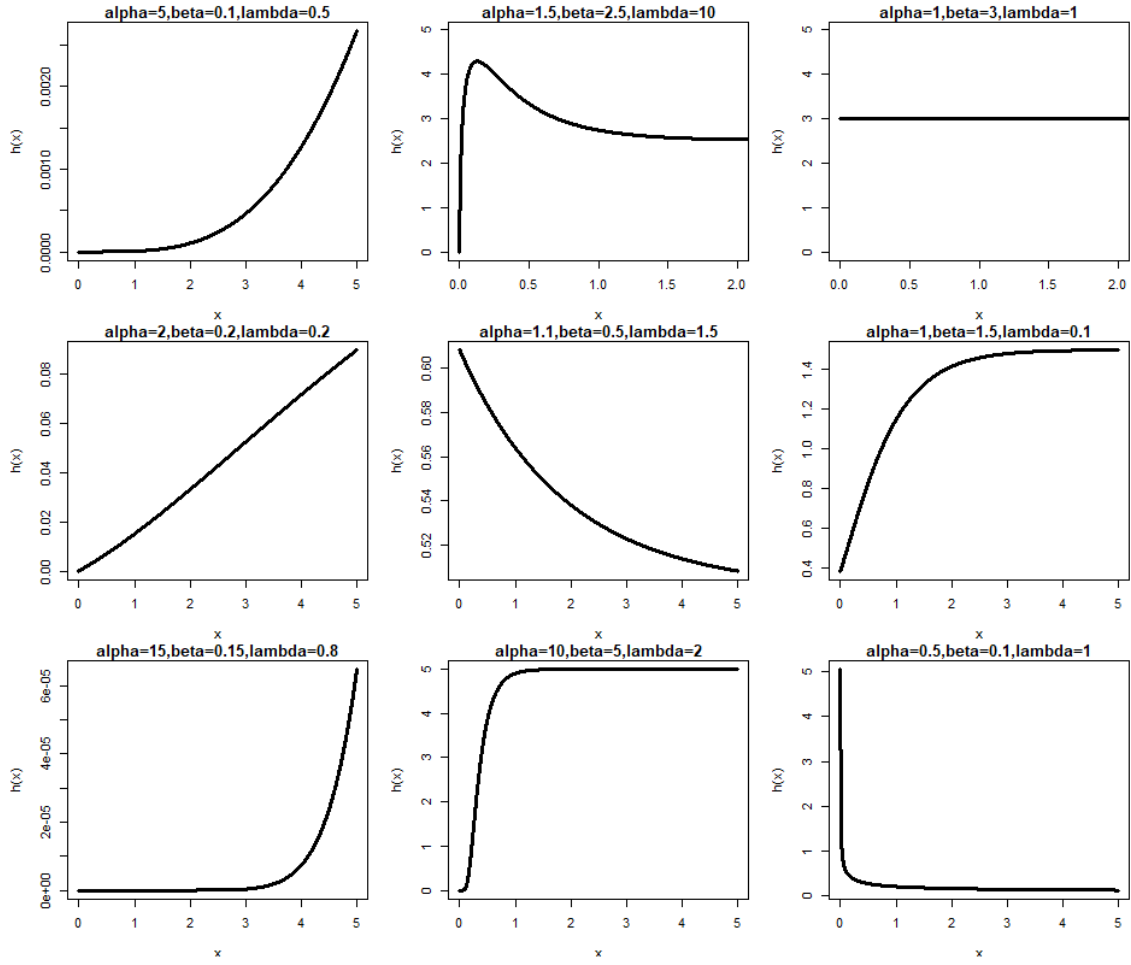 alpha=5,beta=0.1,lambda=0.5
h(x)
0.0000 0.0010 0.0020
0 1 2 3 4 5
x
alpha=1.5,beta=2.5,lambda=10
h(x)
0 1 2 3 4 5
0.0 0.5 1.0 1.5 2.0
x
alpha=1,beta=3,lambda=1
h(x)
0 1 2 3 4 5
0.0 0.5 1.0 1.5 2.0
x
alpha=2,beta=0.2,lambda=0.2
h(x)
0.00 0.02 0.04 0.06 0.08
0 1 2 3 4 5
x
alpha=1.1,beta=0.5,lambda=1.5
h(x)
0.52 0.54 0.56 0.58 0.60
0 1 2 3 4 5
x
alpha=1,beta=1.5,lambda=0.1
h(x)
0.4 0.6 0.8 1.0 1.2 1.4
0 1 2 3 4 5
x
alpha=15,beta=0.15,lambda=0.8
h(x)
0e+00 2e-05 4e-05 6e-05
0 1 2 3 4 5
x
alpha=10,beta=5,lambda=2
h(x)
0 1 2 3 4 5
0 1 2 3 4 5
x
alpha=0.5,beta=0.1,lambda=1
h(x)
0 1 2 3 4 5
0 1 2 3 4 5
x